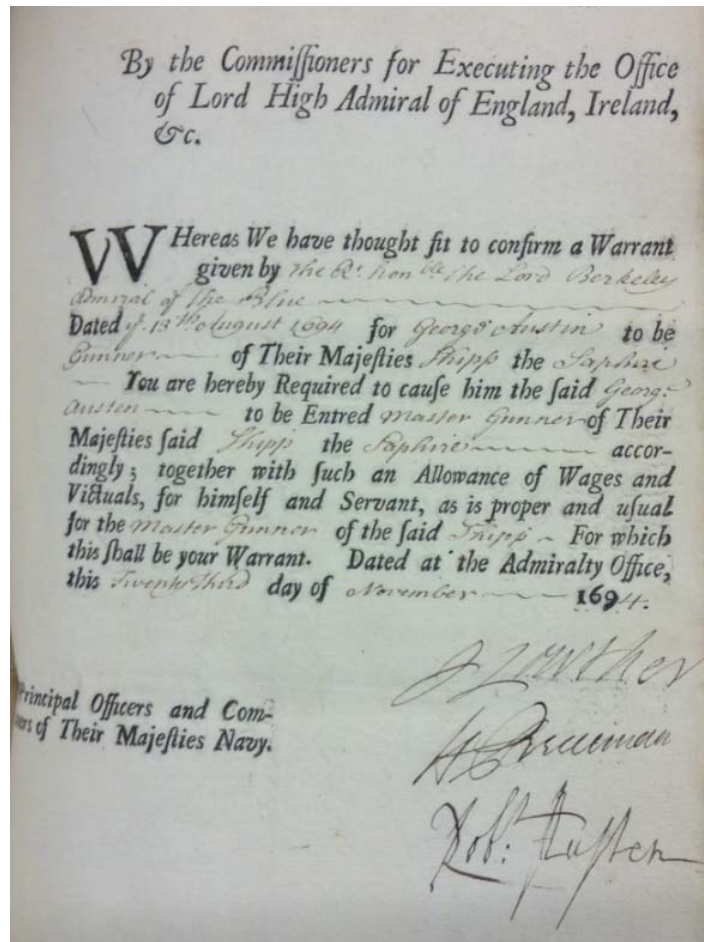 By the Commiſſioners for Executing the Office
of Lord High Admiral of England, Ireland,
&c.
WHereas We have thought fit to confirm a Warrant
given by The Rt. honble the Lord Berkeley
Admiral of the Blue
Dated ye. 13th August 1694 for George Austin to be
Gunner of Their Majeſties Shipp the Saphire
You are hereby Required to cauſe him the ſaid George
Austen to be Entred Master Gunner of Their
Majeſties ſaid Shipp the Saphire accor-
dingly; together with ſuch an Allowance of Wages and
Victuals, for himſelf and Servant, as is proper and uſual
for the Master Gunner of the ſaid Shipp For which
this ſhall be your Warrant. Dated at the Admiralty Office,
this Twenty Third day of November 1694.
J Lowther
H Priestman
Principal Officers and Com-
of Their Majeſties Navy.
Robt: Austen